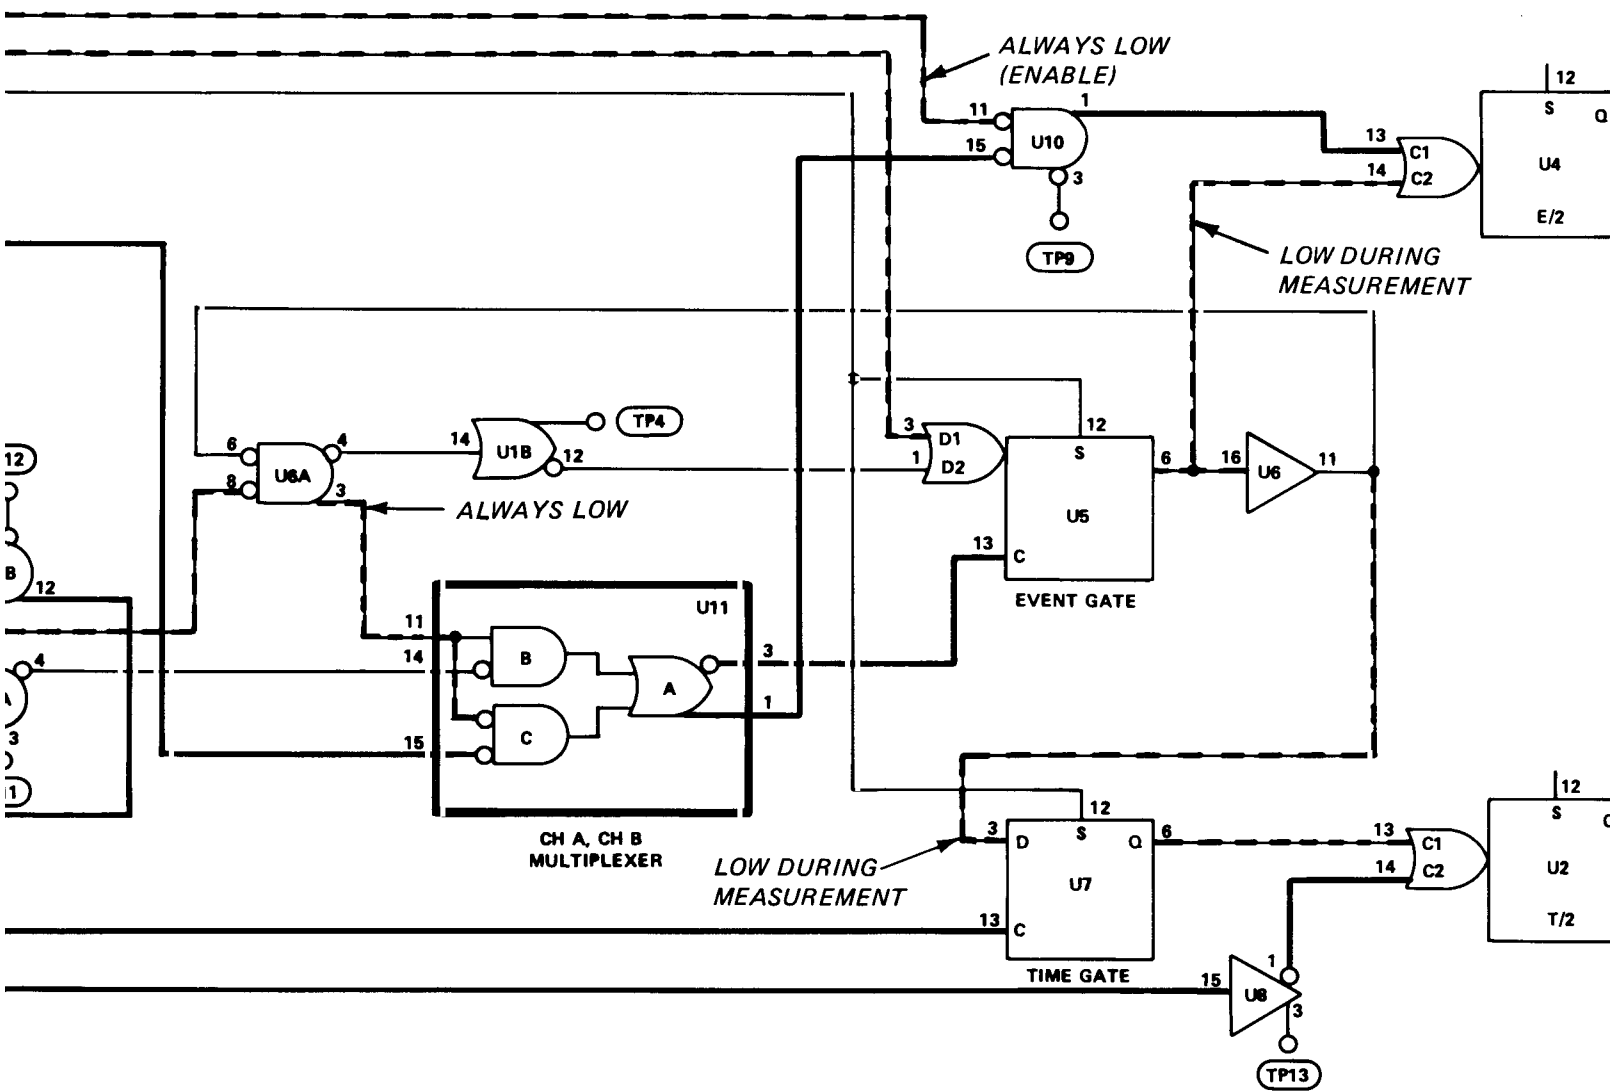 ALWAYS LOW
(ENABLE)
12
S
Q
U4
E/2
11
15
1
U10
3
TP9
13
14
C1
C2
LOW DURING
MEASUREMENT
12
6
8
U6A
4
3
ALWAYS LOW
14
U1B
12
TP4
3
1
D1
D2
12
S
6
U5
13
C
EVENT GATE
16
U6
11
B
12
4
A
3
11
11
14
15
U11
B
C
A
3
1
CH A, CH B
MULTIPLEXER
LOW DURING
MEASUREMENT
3
D
12
S
Q
6
U7
13
C
TIME GATE
13
14
C1
C2
12
S
U2
T/2
15
U8
1
3
TP13